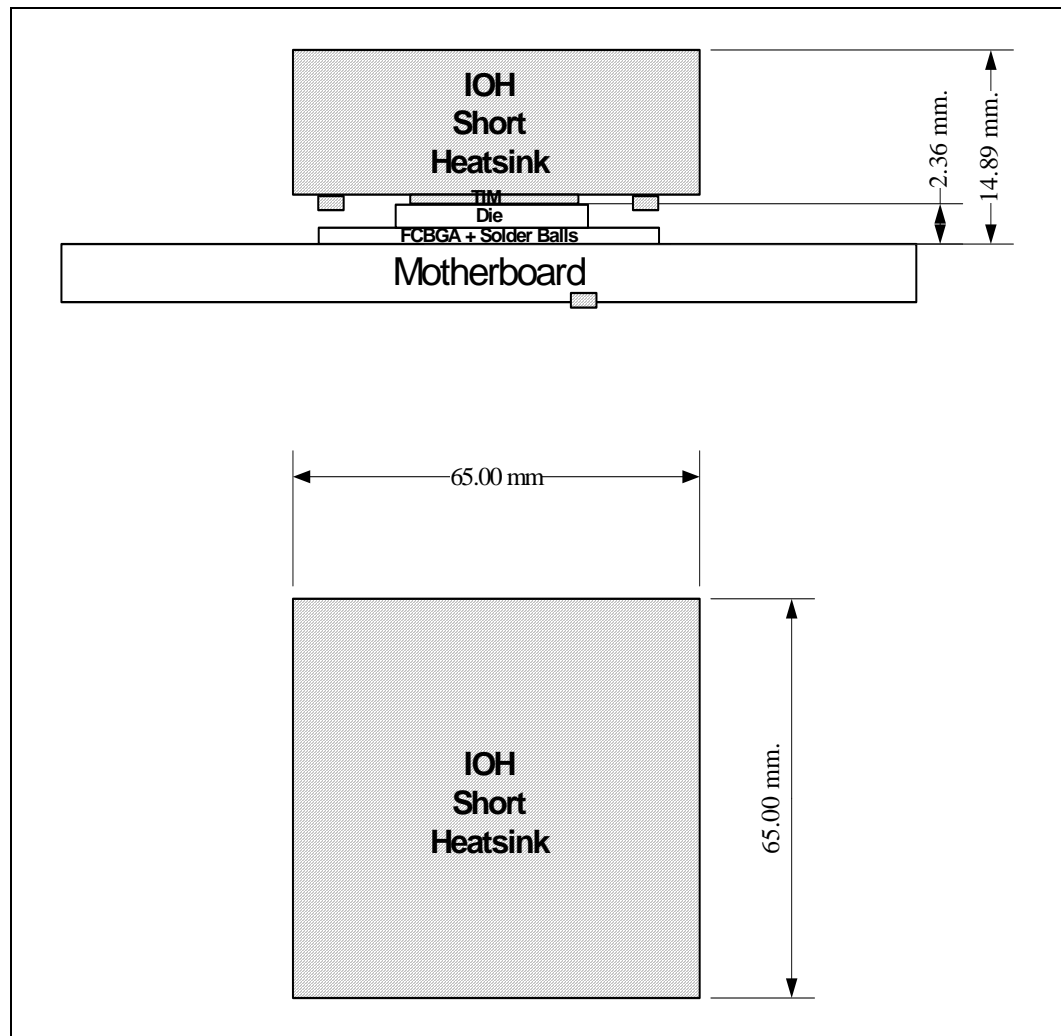 IOH
Short
Heatsink
TIM
Die
FCBGA + Solder Balls
Motherboard
2.36 mm.
14.89 mm.
65.00 mm
IOH
Short
Heatsink
65.00 mm.